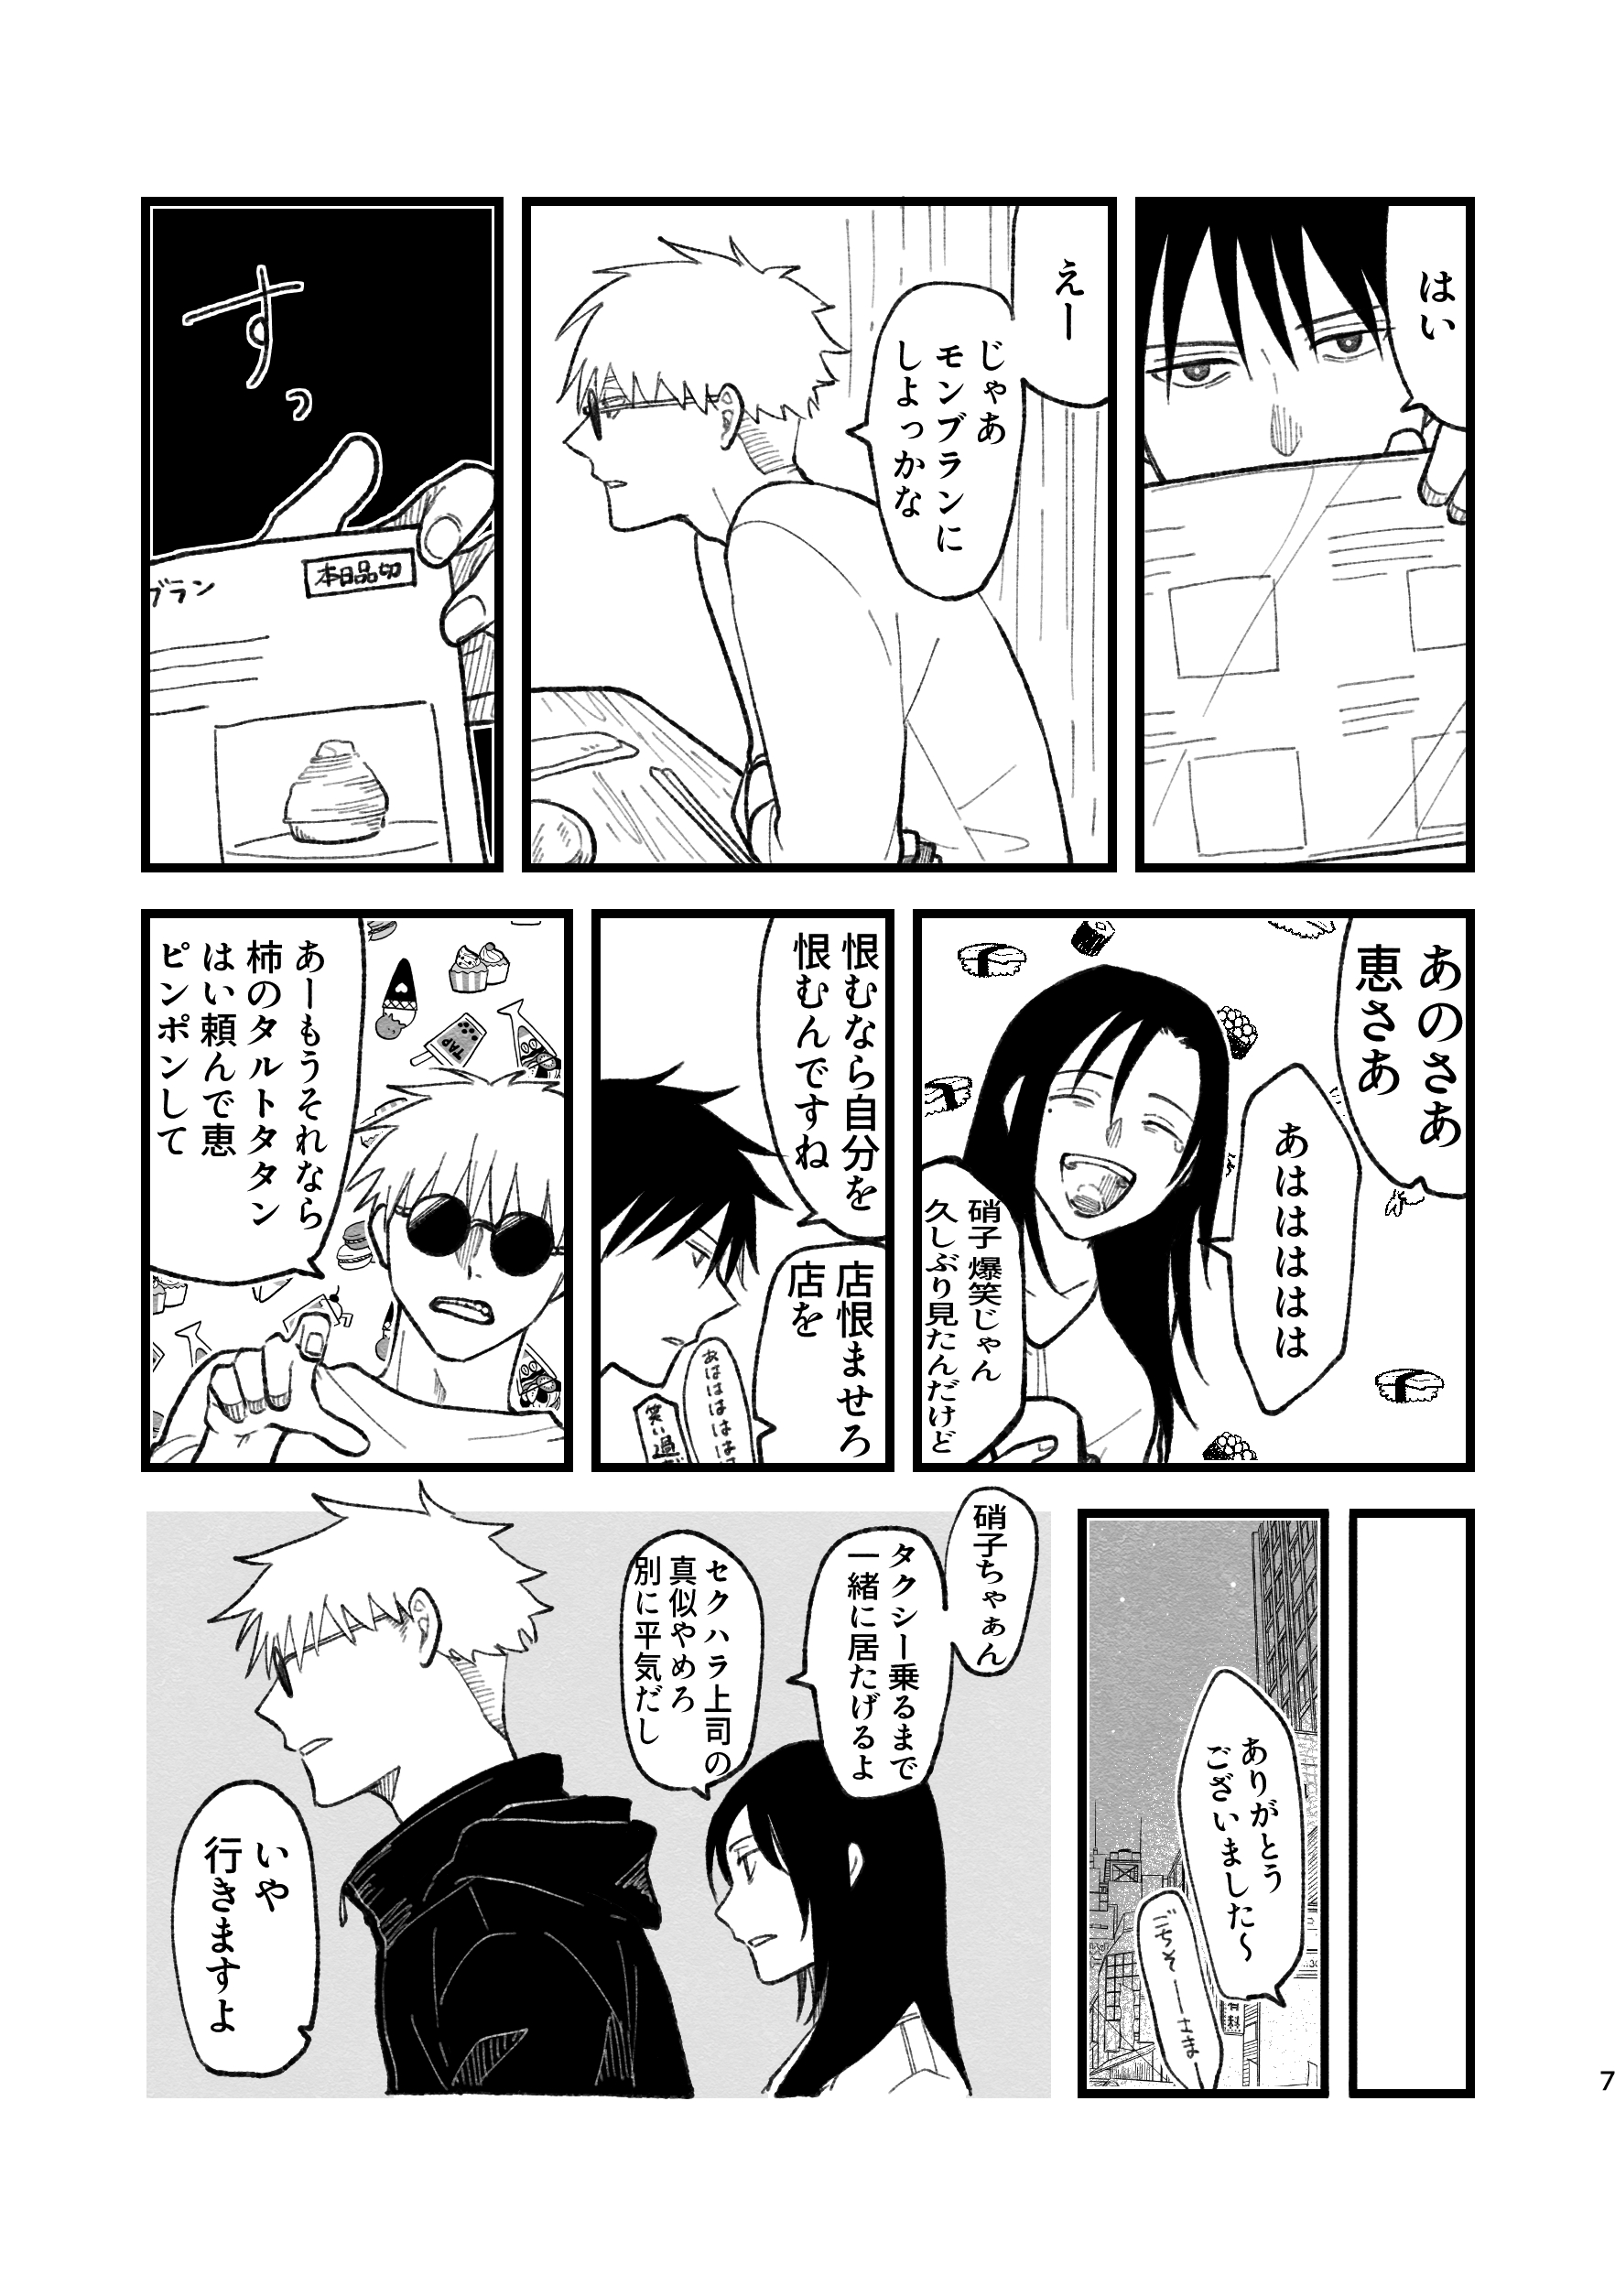 はい
えー
じゃあ
モンブランに
しよっかな
すっ
本日品切
ブラン
あのさあ
恵さあ
あはははははは
硝子 爆笑じゃん
久しぶり見たんだけど
恨むなら自分を
恨むんですね
店恨ませろ
店を
あははははは
笑い過
あーもうそれなら
柿のタルトタタン
はい頼んで恵
ピンポンして
TAP
ありがとう
ございました〜
ごちそーさま
有料
硝子ちゃぁん
タクシー乗るまで
一緒に居たげるよ
セクハラ上司の
真似やめろ
別に平気だし
いや
行きますよ
7